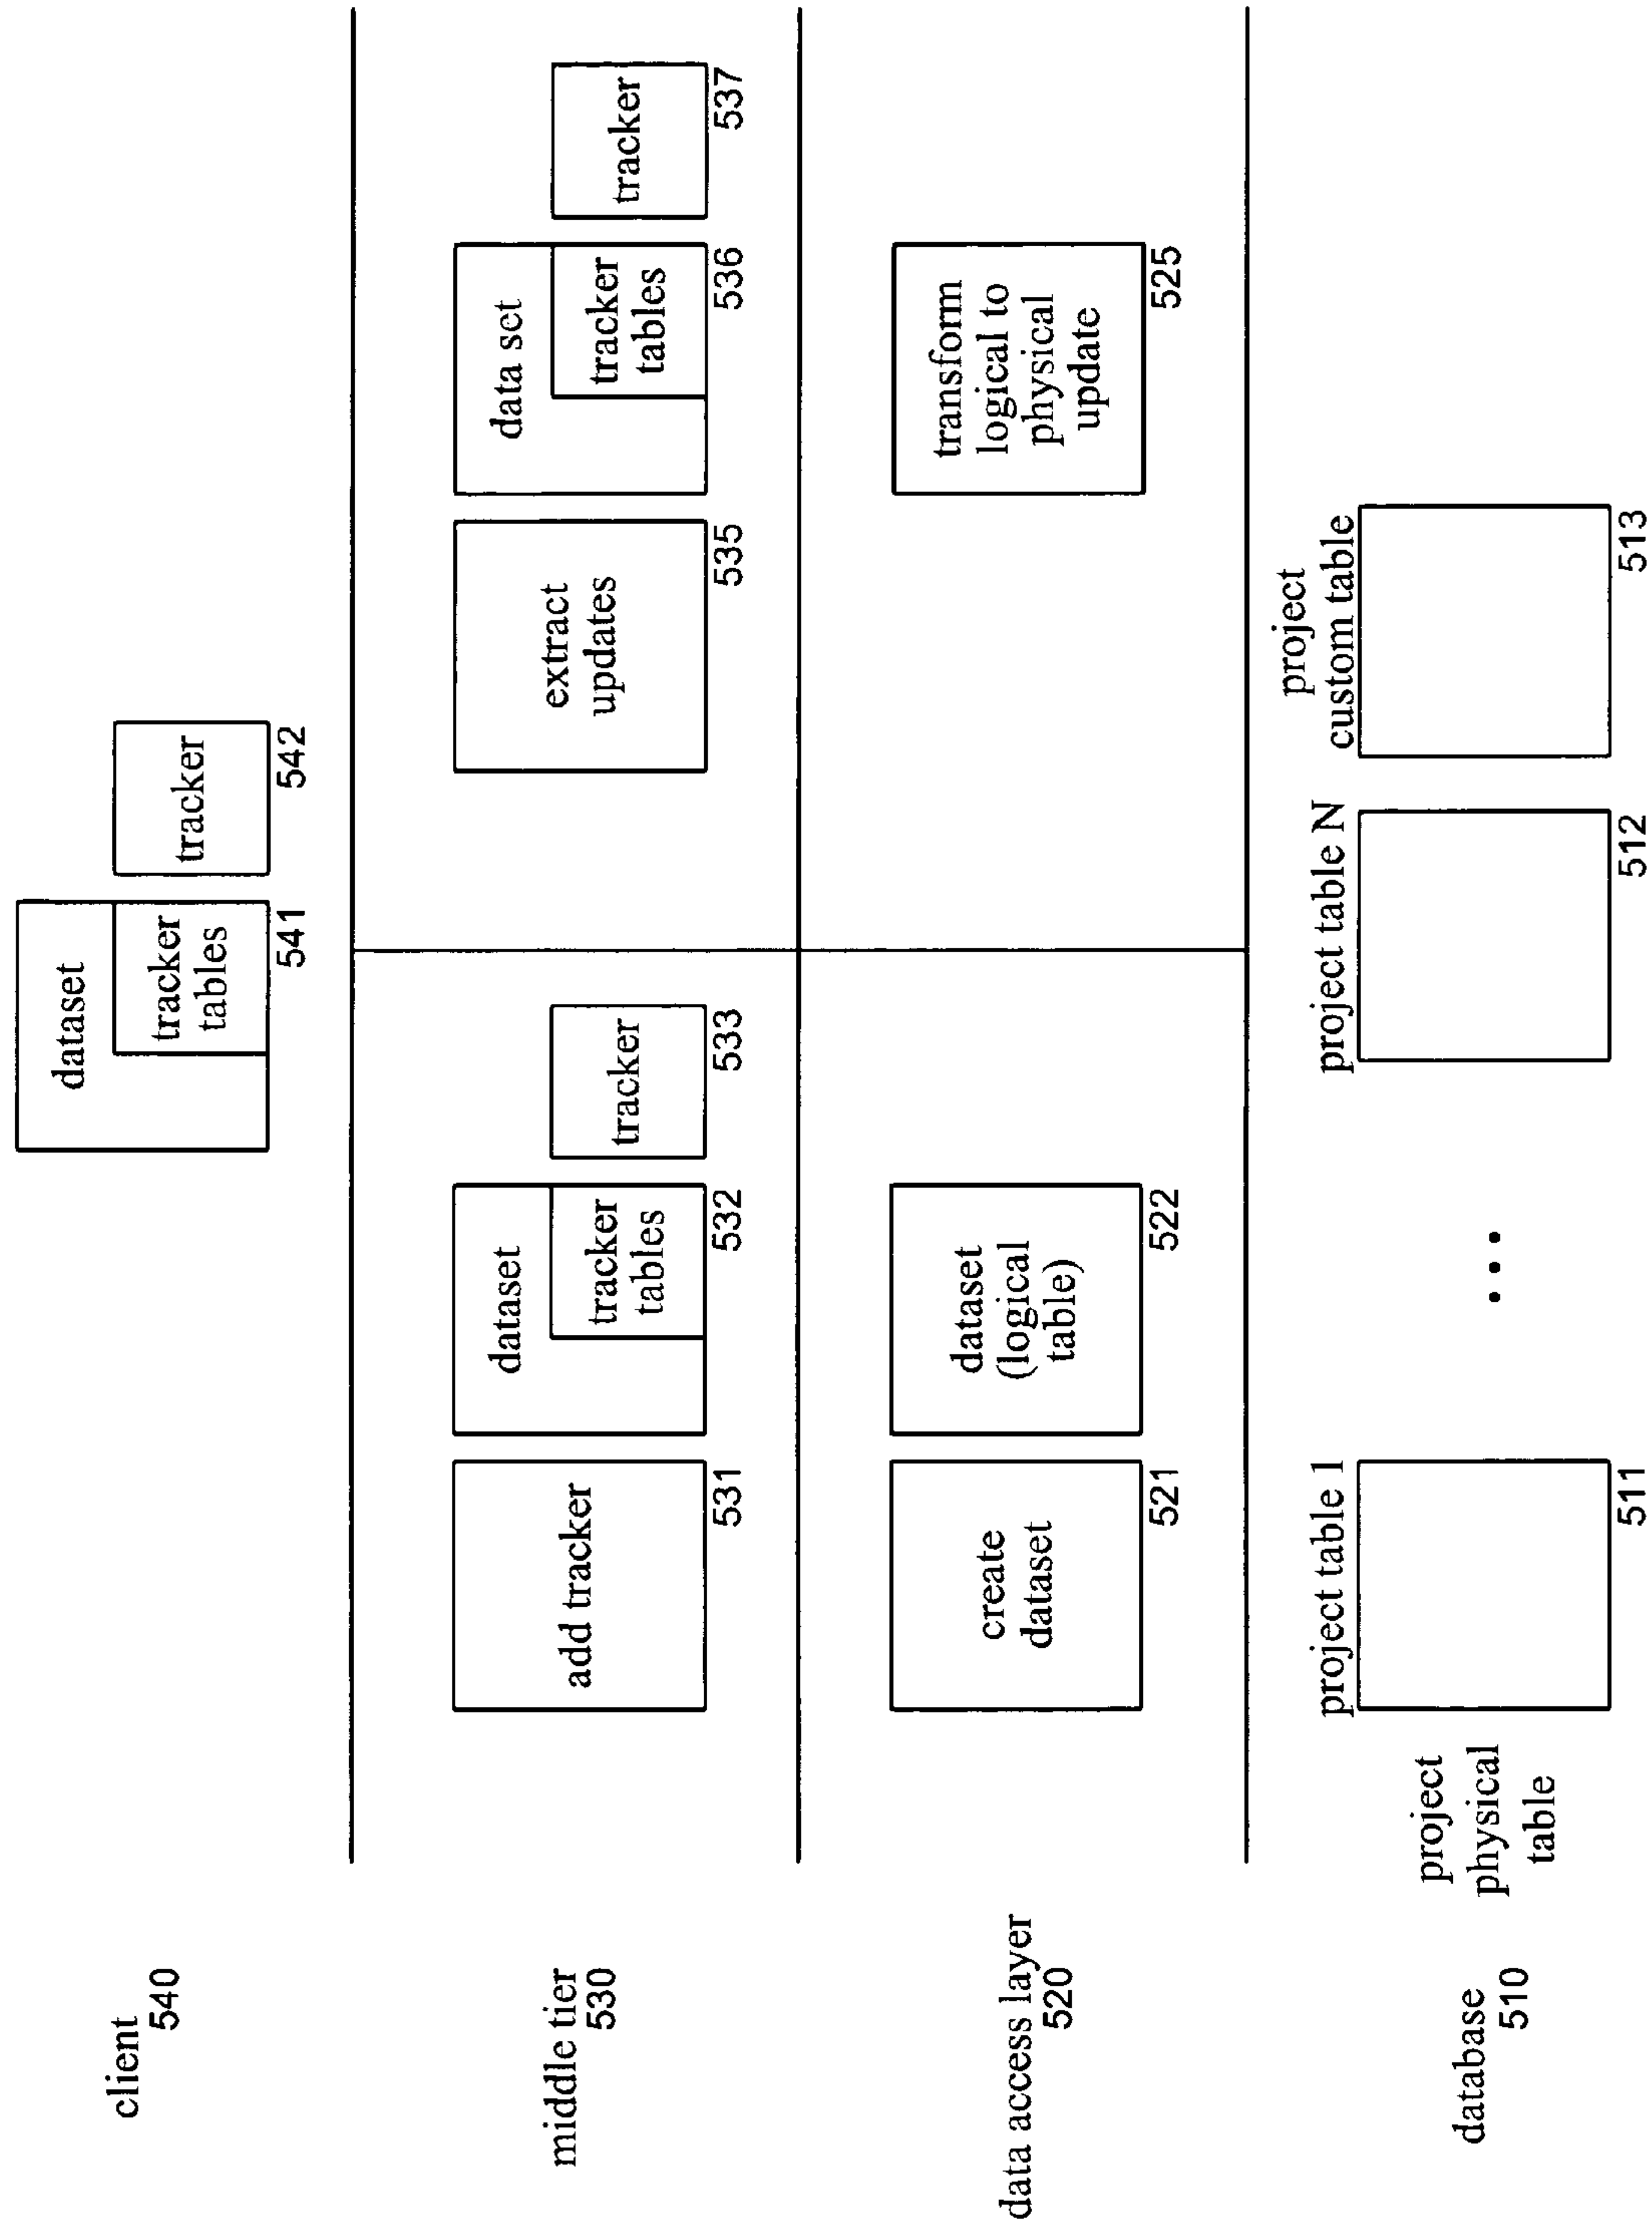 client
540
dataset
tracker
tables
541
tracker
542
middle tier
530
add tracker
531
dataset
tracker
tables
532
tracker
533
extract
updates
535
data set
tracker
tables
536
tracker
537
data access layer
520
create
dataset
521
dataset
(logical
table)
522
transform
logical to
physical
update
525
database
510
project
physical
table
project table 1
511
...
project table N
512
project
custom table
513